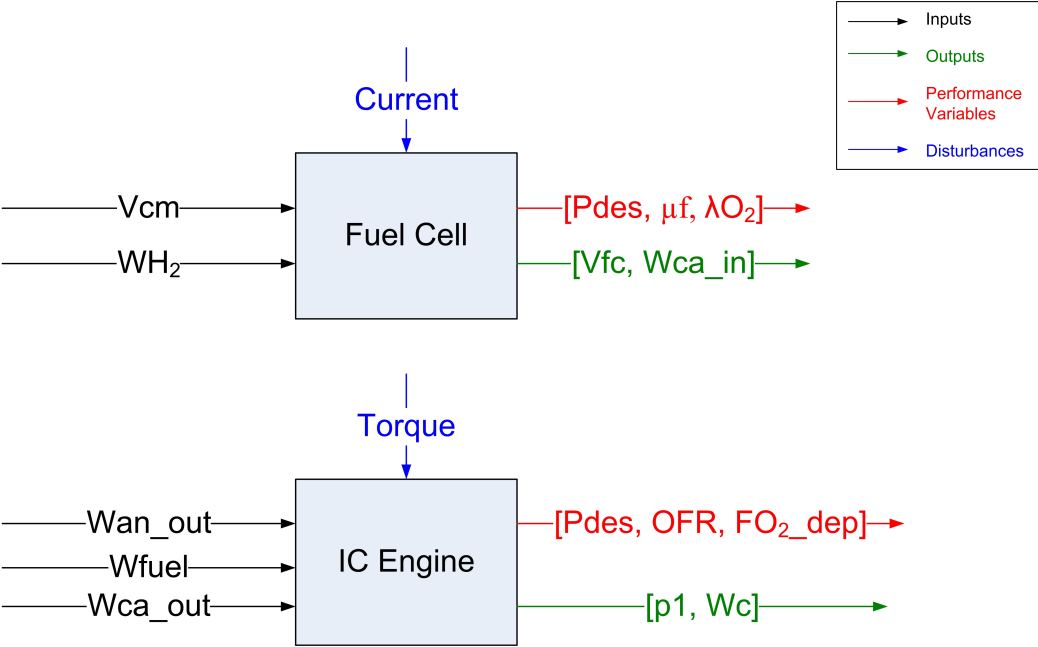 Inputs
Outputs
Performance
Variables
Disturbances
Current
Vcm
WH₂
Fuel Cell
[Pdes, µf, λO₂]
[Vfc, Wca_in]
Torque
Wan_out
Wfuel
Wca_out
IC Engine
[Pdes, OFR, FO₂_dep]
[p1, Wc]